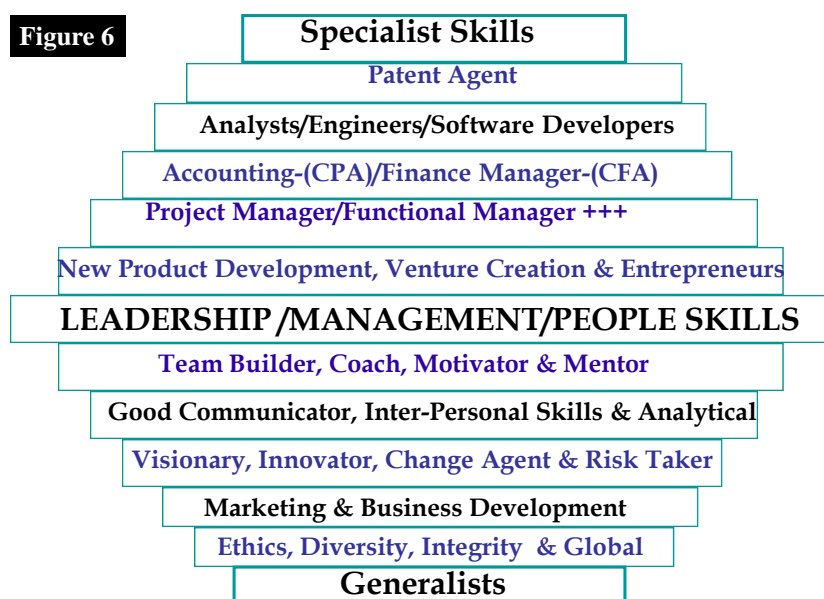 Figure 6
Specialist Skills
Patent Agent
Analysts/Engineers/Software Developers
Accounting-(CPA)/Finance Manager-(CFA)
Project Manager/Functional Manager +++
New Product Development, Venture Creation & Entrepreneurs
LEADERSHIP/MANAGEMENT/PEOPLE SKILLS
Team Builder, Coach, Motivator & Mentor
Good Communicator, Inter-Personal Skills & Analytical
Visionary, Innovator, Change Agent & Risk Taker
Marketing & Business Development
Ethics, Diversity, Integrity & Global
Generalists